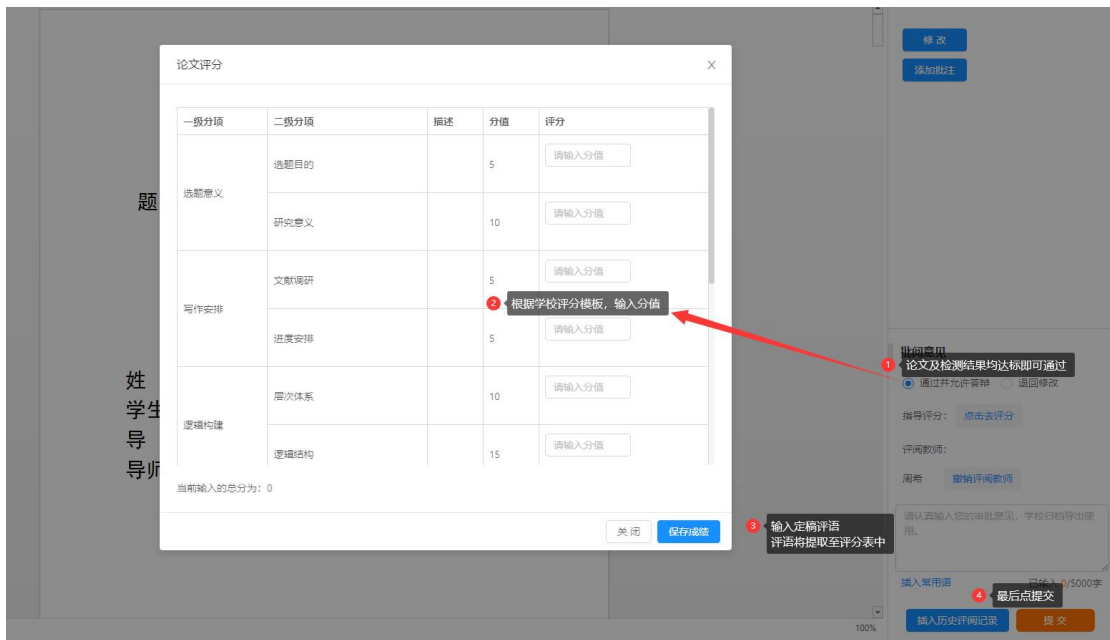 修 改
添加批注
论文评分
X
一级分项 二级分项 描述 分值 评分
选题意义
选题目的 5 请输入分值
研究意义 10 请输入分值
写作安排
文献调研 5 请输入分值
2 根据学校评分模板，输入分值
进度安排 5 请输入分值
逻辑构建
层次体系 10 请输入分值
逻辑结构 15 请输入分值
当前输入的总分为：0
关 闭 保存成绩
题
姓
学生
导
导师
批阅意见
1 论文及检测结果均达标即可通过
通过并允许答辩 退回修改
指导评分： 点击去评分
评阅教师：
周希 撤销评阅教师
请认真输入您的审批意见，学校归档导出使
用。
3 输入定稿评语
评语将提取至评分表中
插入常用语 已输入 0/5000字
4 最后点提交
插入历史评阅记录 提 交
100%